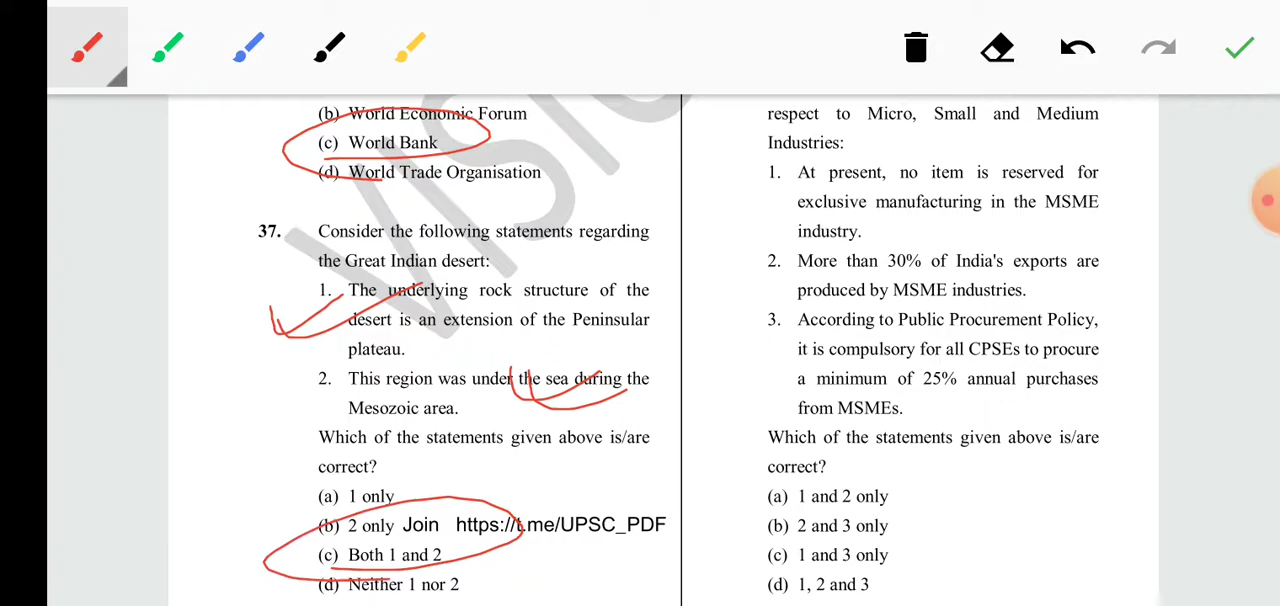 (b) World Economic Forum
(c) World Bank
(d) World Trade Organisation
37. Consider the following statements regarding
the Great Indian desert:
1. The underlying rock structure of the
desert is an extension of the Peninsular
plateau.
2. This region was under the sea during the
Mesozoic area.
Which of the statements given above is/are
correct?
(a) 1 only
(b) 2 only Join https://t.me/UPSC_PDF
(c) Both 1 and 2
(d) Neither 1 nor 2
respect to Micro, Small and Medium
Industries:
1. At present, no item is reserved for
exclusive manufacturing in the MSME
industry.
2. More than 30% of India's exports are
produced by MSME industries.
3. According to Public Procurement Policy,
it is compulsory for all CPSEs to procure
a minimum of 25% annual purchases
from MSMEs.
Which of the statements given above is/are
correct?
(a) 1 and 2 only
(b) 2 and 3 only
(c) 1 and 3 only
(d) 1, 2 and 3